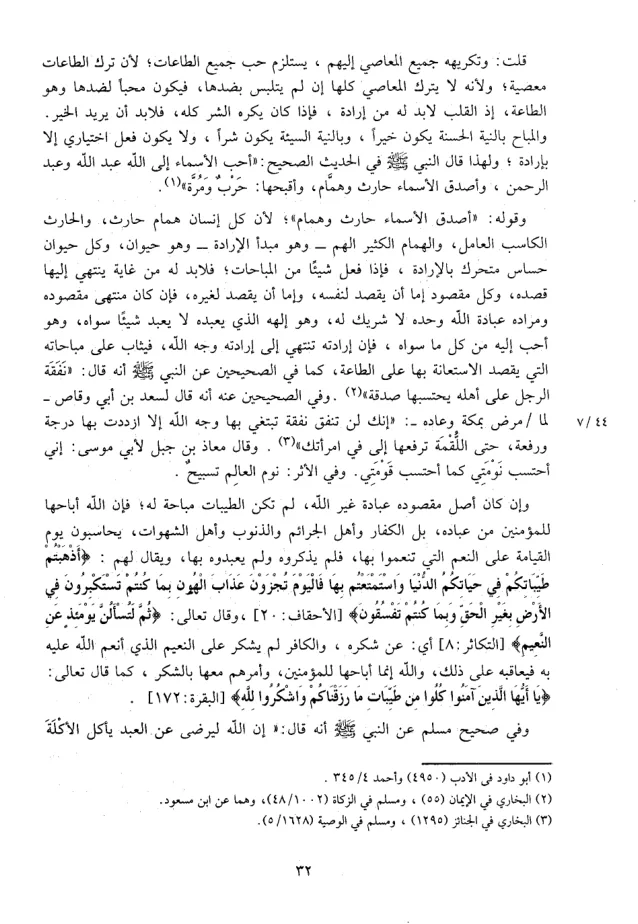 قلت: وتكريهه جميع المعاصي إليهم ، يستلزم حب جميع الطاعات؛ لأن ترك الطاعات
معصية؛ ولأنه لا يترك المعاصي كلها إن لم يتلبس بضدها، فيكون محباً لضدها وهو
الطاعة، إذ القلب لابد له من إرادة ، فإذا كان يكره الشر كله، فلابد أن يريد الخير.
والمباح بالنية الحسنة يكون خيراً ، وبالنية السيئة يكون شراً ، ولا يكون فعل اختياري إلا
بإرادة ؛ ولهذا قال النبي ﷺ في الحديث الصحيح:«أحب الأسماء إلى الله عبد الله وعبد
الرحمن ، وأصدق الأسماء حارث وهمَّام، وأقبحها: حَرْبٌ ومُرَّة»(١).
وقوله: «أصدق الأسماء حارث وهمام»؛ لأن كل إنسان همام حارث، والحارث
الكاسب العامل، والهمام الكثير الهم ــ وهو مبدأ الإرادة ــ وهو حيوان، وكل حيوان
حساس متحرك بالإرادة ، فإذا فعل شيئًا من المباحات؛ فلابد له من غاية ينتهي إليها
قصده، وكل مقصود إما أن يقصد لنفسه، وإما أن يقصد لغيره، فإن كان منتهى مقصوده
ومراده عبادة الله وحده لا شريك له، وهو إلهه الذي يعبده لا يعبد شيئًا سواه، وهو
أحب إليه من كل ما سواه ، فإن إرادته تنتهي إلى إرادته وجه الله، فيثاب على مباحاته
التي يقصد الاستعانة بها على الطاعة، كما في الصحيحين عن النبي ﷺ أنه قال: «نَفَقَة
الرجل على أهله يحتسبها صدقة»(٢) .وفي الصحيحين عنه أنه قال لسعد بن أبي وقاص ـ
٧/٤٤ لما /مرض بمكة وعاده ـ: «إنك لن تنفق نفقة تبتغي بها وجه الله إلا ازددت بها درجة
ورفعة، حتى اللُّقْمَة ترفعها إلى في امرأتك»(٣) . وقال معاذ بن جبل لأبي موسى: إني
أحتسب نَوْمَتِي كما أحتسب قَوْمَتِي. وفي الأثر: نوم العالِم تسبيحٌ .
وإن كان أصل مقصوده عبادة غير الله، لم تكن الطيبات مباحة له؛ فإن الله أباحها
للمؤمنين من عباده، بل الكفار وأهل الجرائم والذنوب وأهل الشهوات، يحاسبون يوم
القيامة على النعم التي تنعموا بها، فلم يذكروه ولم يعبدوه بها، ويقال لهم : ﴿أَذْهَبْتُمْ
طَيِّبَاتِكُمْ فِي حَيَاتِكُمُ الدُّنْيَا وَاسْتَمْتَعْتُم بِهَا فَالْيَوْمَ تُجْزَوْنَ عَذَابَ الْهُونِ بِمَا كُنتُمْ تَسْتَكْبِرُونَ فِي
الأَرْضِ بِغَيْرِ الْحَقِّ وَبِمَا كُنتُمْ تَفْسُقُونَ﴾ [الأحقاف: ٢٠] ،وقال تعالى: ﴿ثُمَّ لَتُسْأَلُنَّ يَوْمَئِذٍ عَنِ
النَّعِيمِ﴾ [التكاثر:٨] أي: عن شكره ، والكافر لم يشكر على النعيم الذي أنعم الله عليه
به فيعاقبه على ذلك، والله إنما أباحها للمؤمنين، وأمرهم معها بالشكر ، كما قال تعالى:
﴿يَا أَيُّهَا الَّذِينَ آمَنُوا كُلُوا مِن طَيِّبَاتِ مَا رَزَقْنَاكُمْ وَاشْكُرُوا لِلَّهِ﴾ [البقرة:١٧٢] .
وفي صحيح مسلم عن النبي ﷺ أنه قال:« إن الله ليرضى عن العبد يأكل الأكْلَةَ
(١) أبو داود فى الأدب (٤٩٥٠) وأحمد ٣٤٥/٤ .
(٢) البخاري في الإيمان (٥٥) ، ومسلم في الزكاة (٤٨/١٠٠٢)، وهما عن ابن مسعود.
(٣) البخاري في الجنائز (١٢٩٥) ، ومسلم في الوصية (٥/١٦٢٨).
٣٢